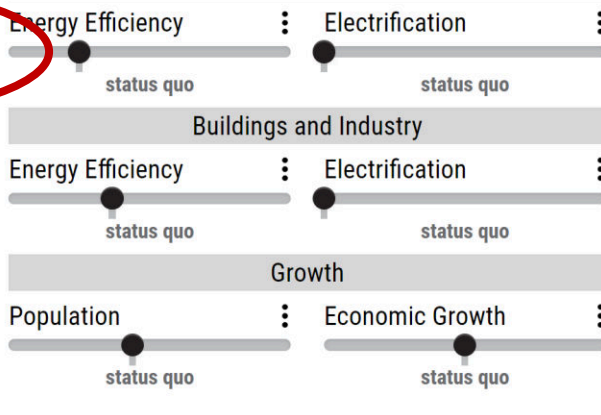 Energy Efficiency Electrification
status quo status quo
Buildings and Industry
Energy Efficiency Electrification
status quo status quo
Growth
Population Economic Growth
status quo status quo